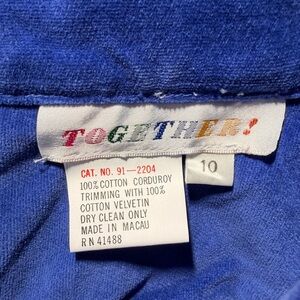 TOGETHER!
10
CAT. NO. 91—2204
100% COTTON CORDUROY
TRIMMING WITH 100%
COTTON VELVETIN
DRY CLEAN ONLY
MADE IN MACAU
R N 41488